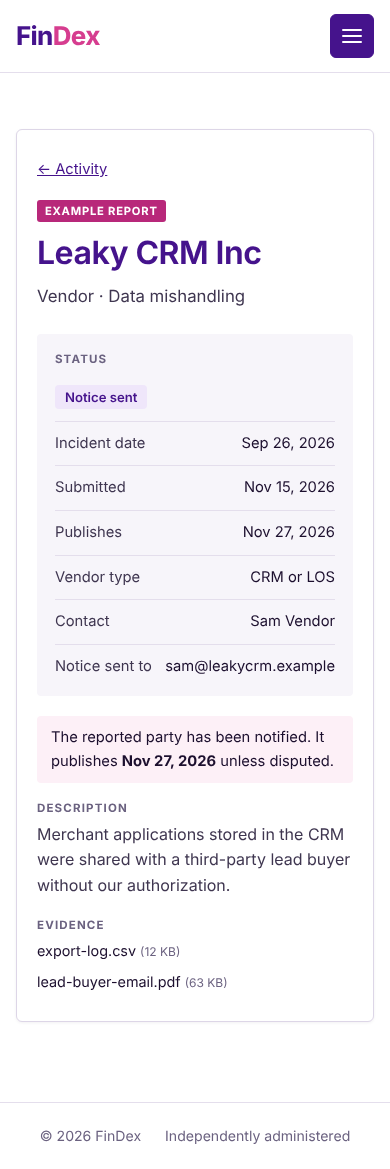 FinDex
← Activity
EXAMPLE REPORT
Leaky CRM Inc
Vendor · Data mishandling
STATUS
Notice sent
Incident date Sep 26, 2026
Submitted Nov 15, 2026
Publishes Nov 27, 2026
Vendor type CRM or LOS
Contact Sam Vendor
Notice sent to sam@leakycrm.example
The reported party has been notified. It
publishes Nov 27, 2026 unless disputed.
DESCRIPTION
Merchant applications stored in the CRM
were shared with a third-party lead buyer
without our authorization.
EVIDENCE
export-log.csv (12 KB)
lead-buyer-email.pdf (63 KB)
© 2026 FinDex Independently administered